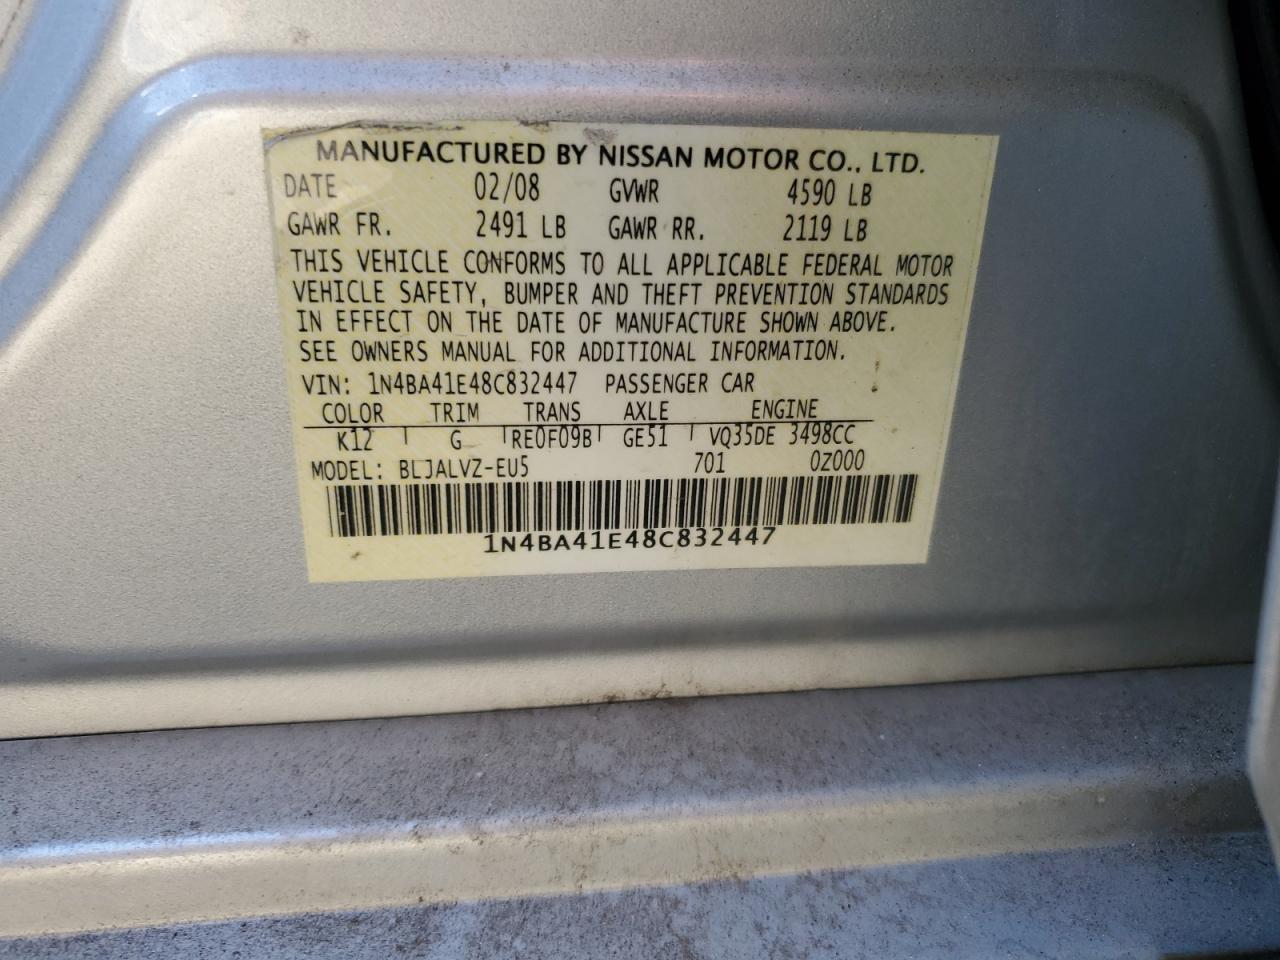 MANUFACTURED BY NISSAN MOTOR CO., LTD.
DATE 02/08 GVWR 4590 LB
GAWR FR. 2491 LB GAWR RR. 2119 LB
THIS VEHICLE CONFORMS TO ALL APPLICABLE FEDERAL MOTOR
VEHICLE SAFETY, BUMPER AND THEFT PREVENTION STANDARDS
IN EFFECT ON THE DATE OF MANUFACTURE SHOWN ABOVE.
SEE OWNERS MANUAL FOR ADDITIONAL INFORMATION.
VIN: 1N4BA41E48C832447 PASSENGER CAR
COLOR TRIM TRANS AXLE ENGINE
K12 G RE0F09B GE51 VQ35DE 3498CC
MODEL: BLJALVZ-EU5 701 0Z000
1N4BA41E48C832447